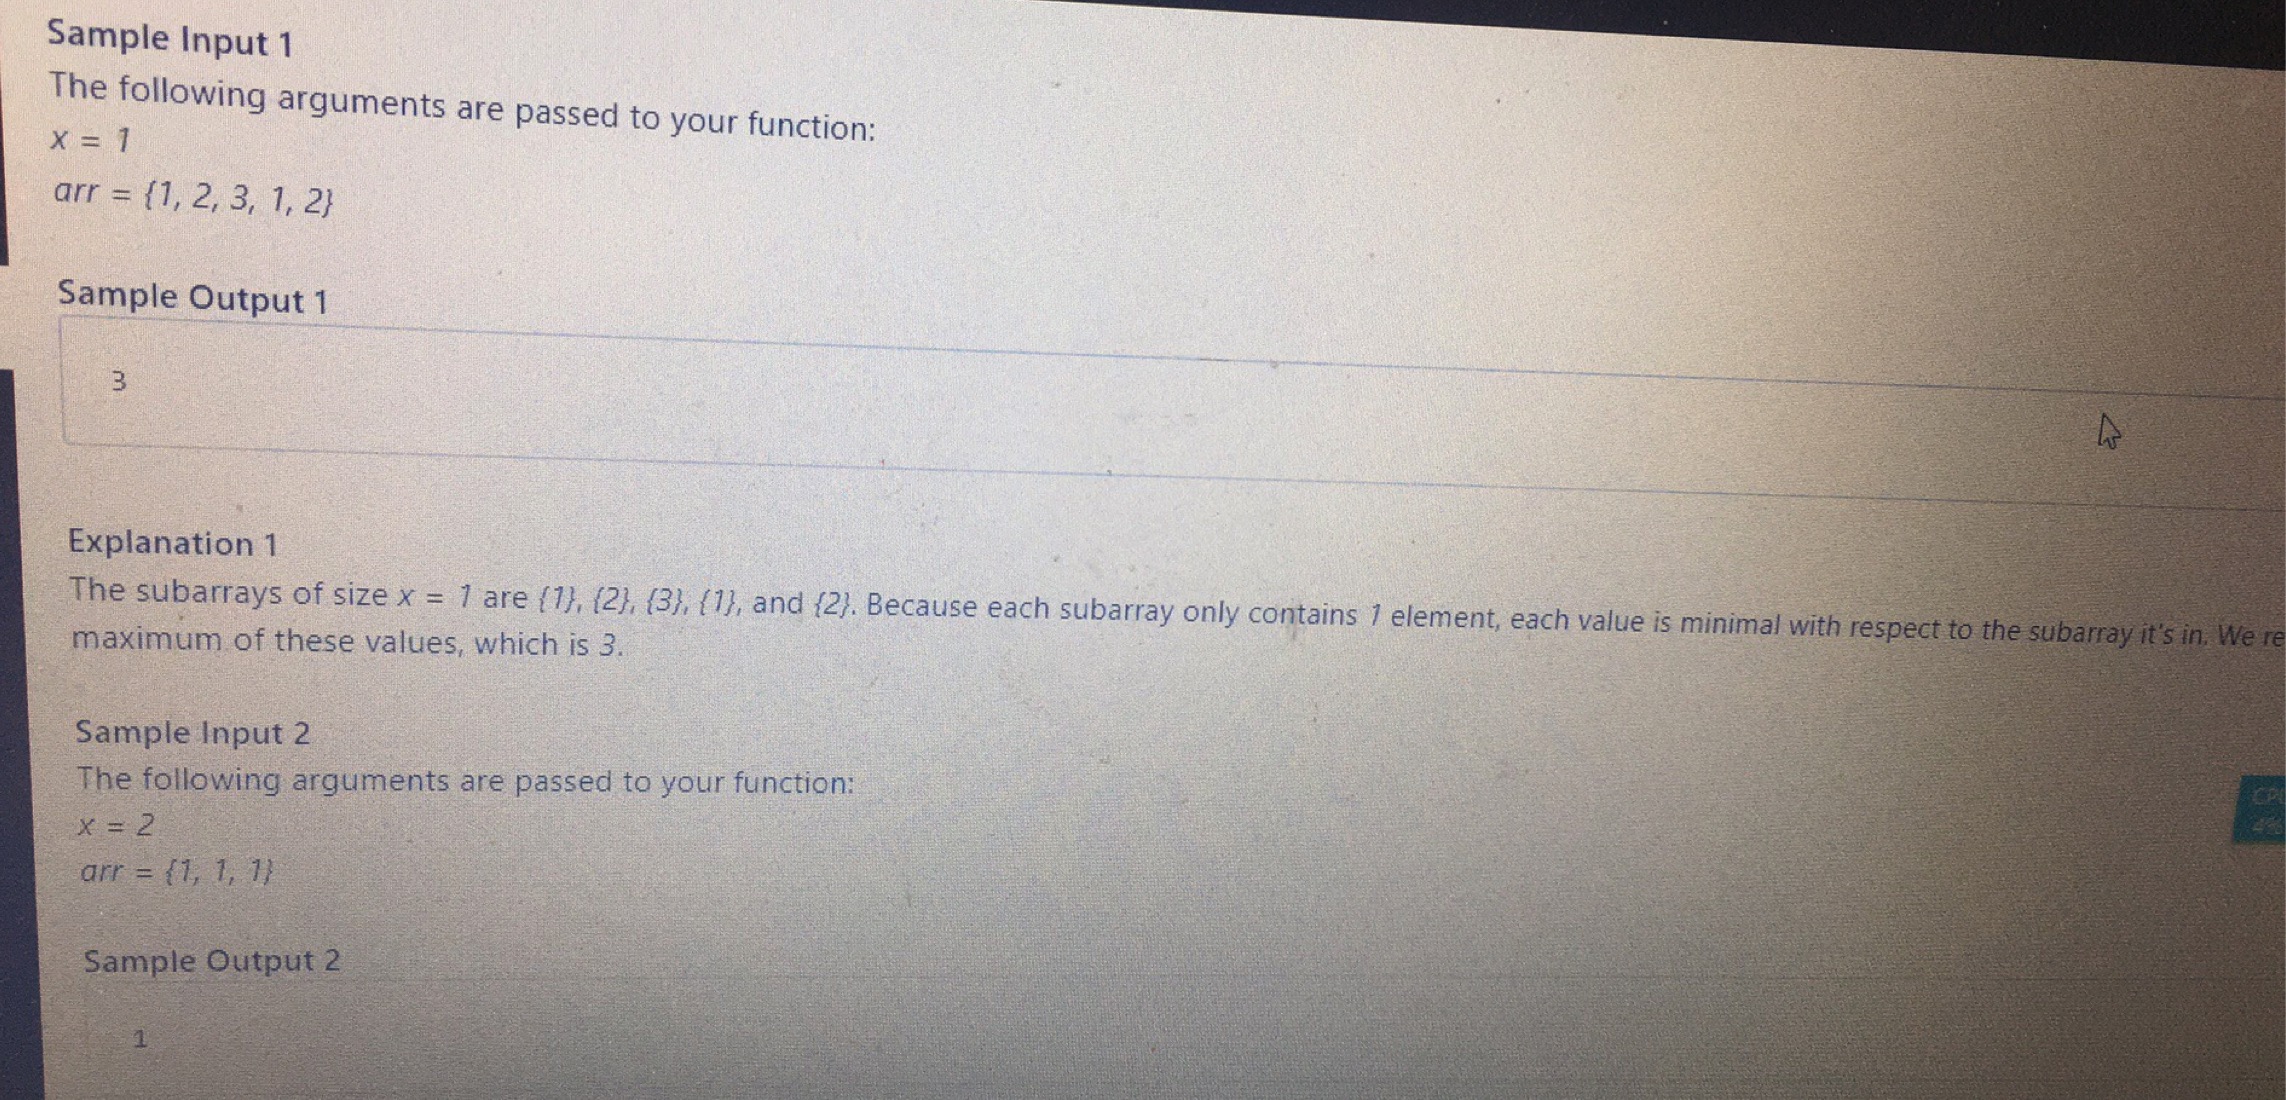 Sample Input 1
The following arguments are passed to your function:
x = 1
arr = {1, 2, 3, 1, 2}
Sample Output 1
3
Explanation 1
The subarrays of size x = 1 are {1}, {2}, {3}, {1}, and {2}. Because each subarray only contains 1 element, each value is minimal with respect to the subarray it's in. We re
maximum of these values, which is 3.
Sample Input 2
The following arguments are passed to your function:
x = 2
arr = {1, 1, 1}
Sample Output 2
1